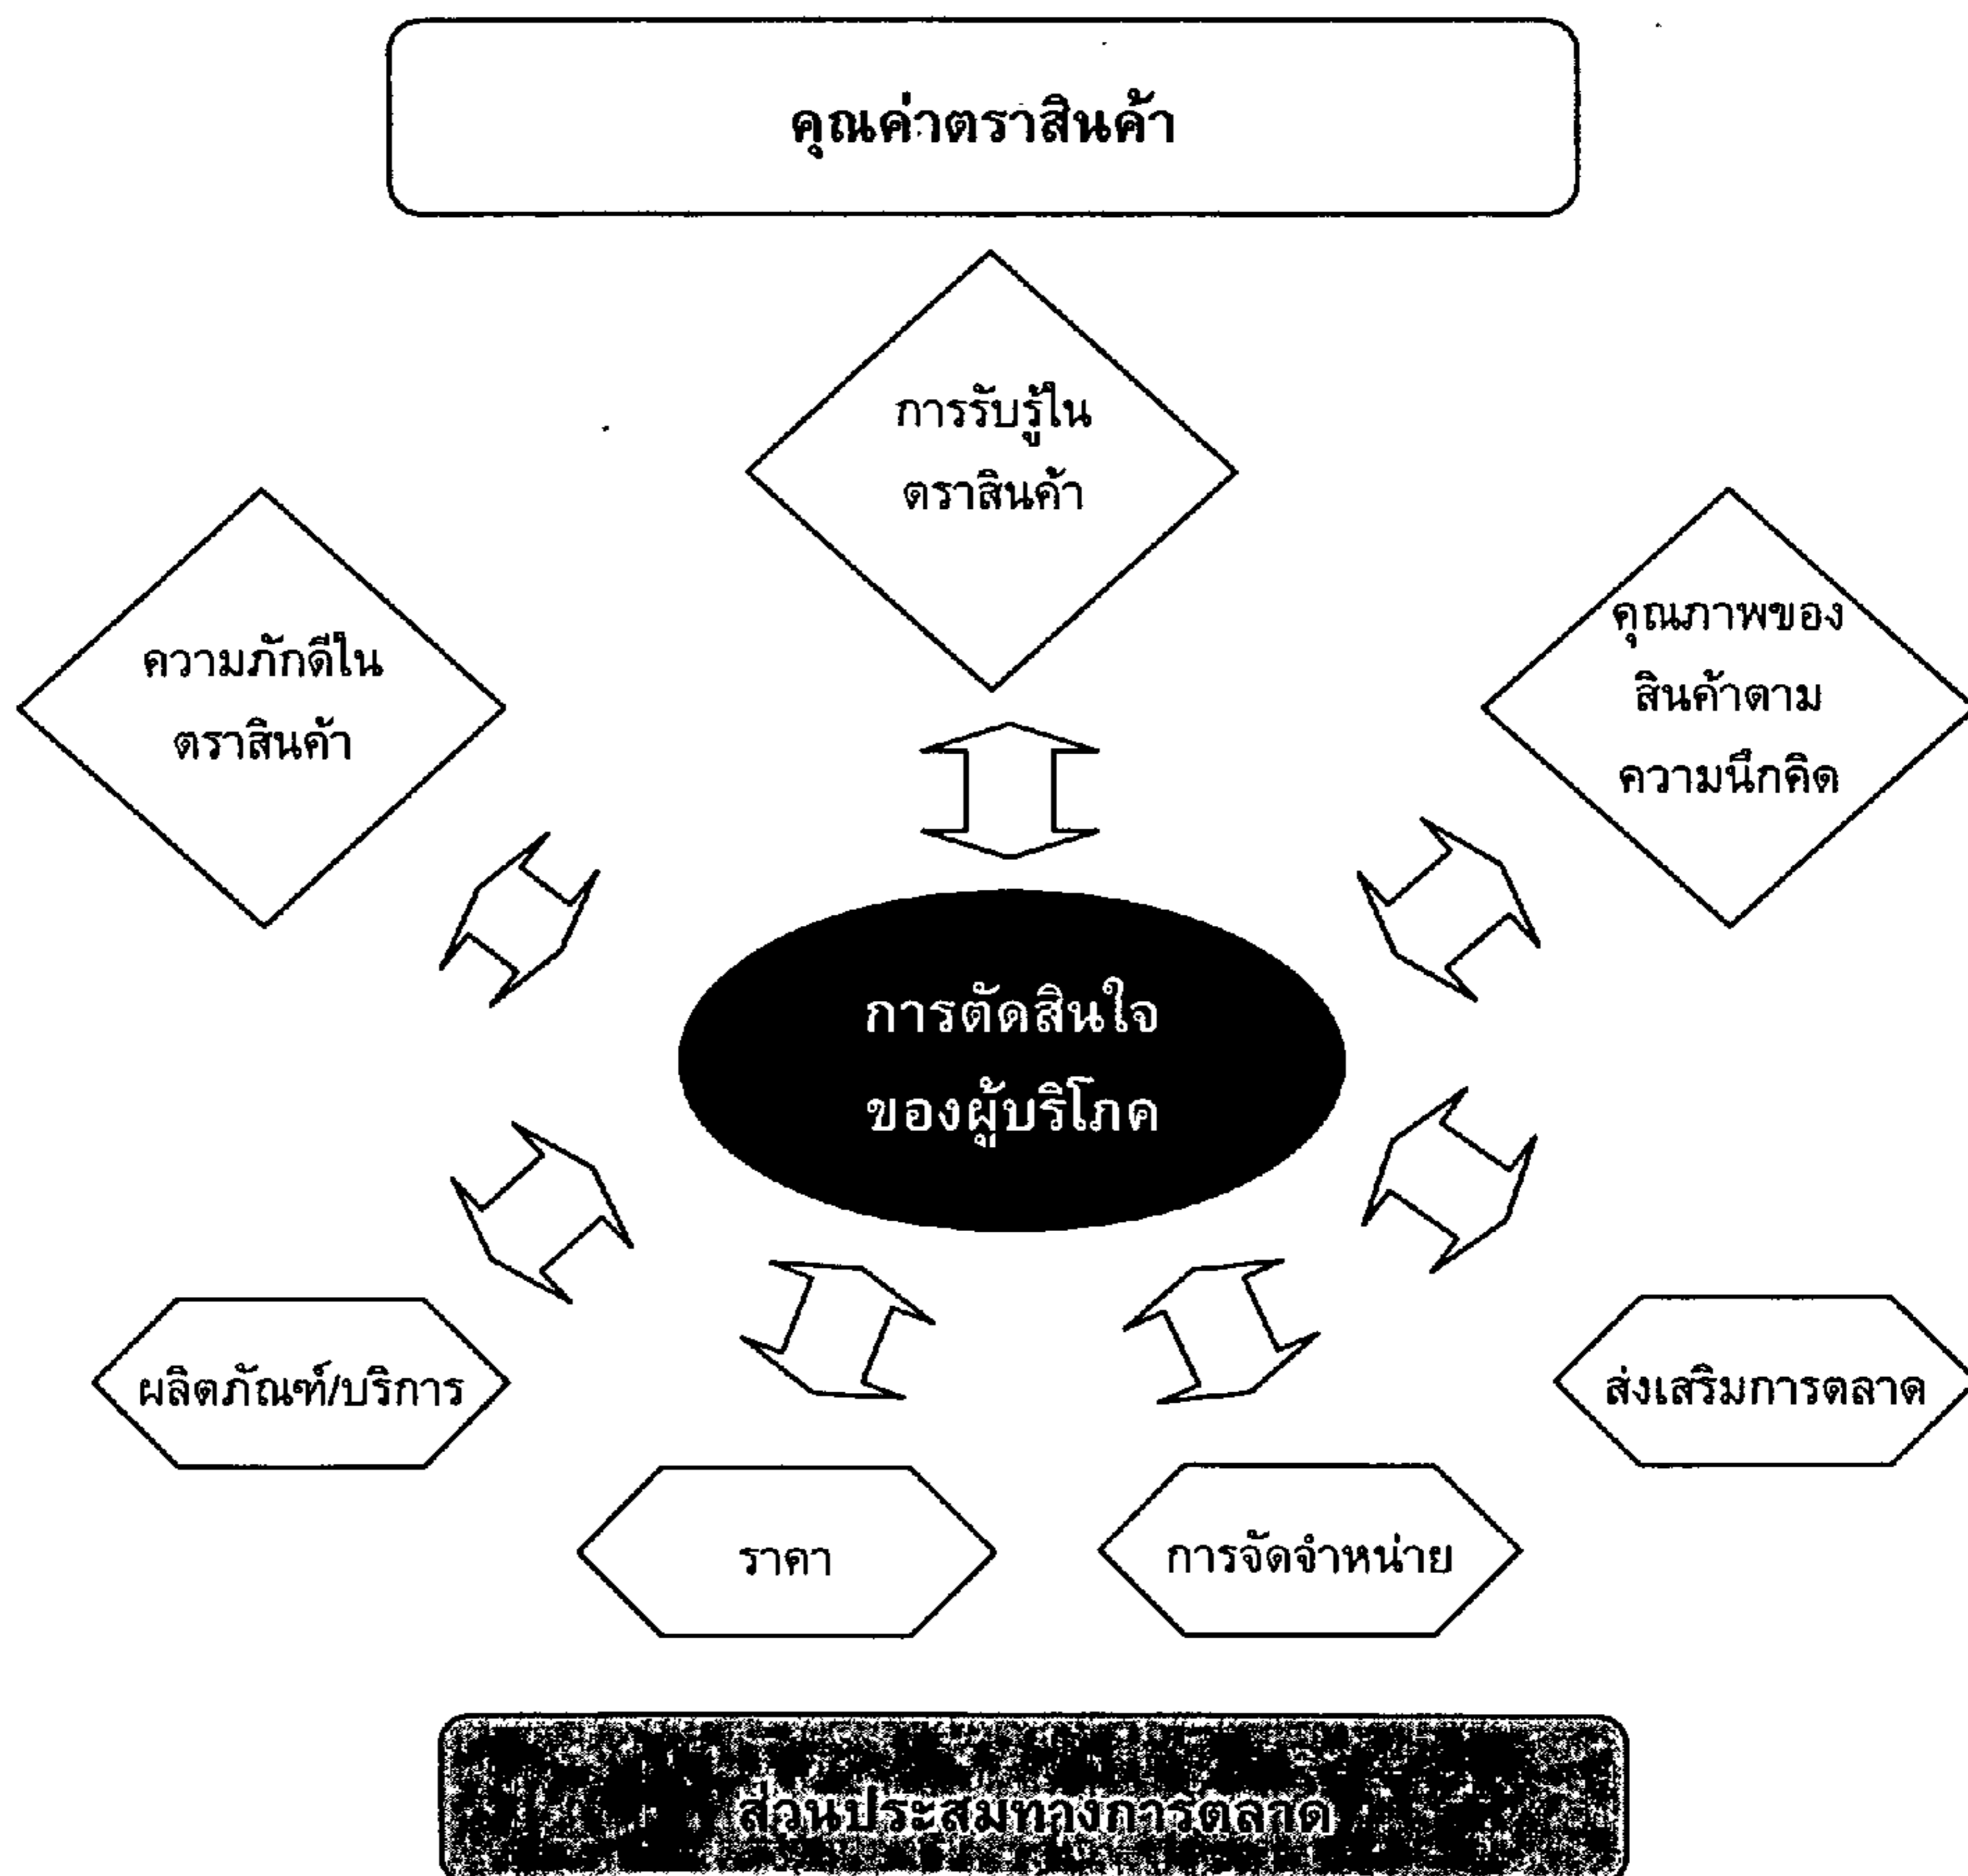 คุณค่าตราสินค้า
การรับรู้ใน
ตราสินค้า
ความภักดีใน
ตราสินค้า
คุณภาพของ
สินค้าตาม
ความนึกคิด
การตัดสินใจ
ของผู้บริโภค
ผลิตภัณฑ์/บริการ
ราคา
การจัดจำหน่าย
ส่งเสริมการตลาด
ส่วนประสมทางการตลาด